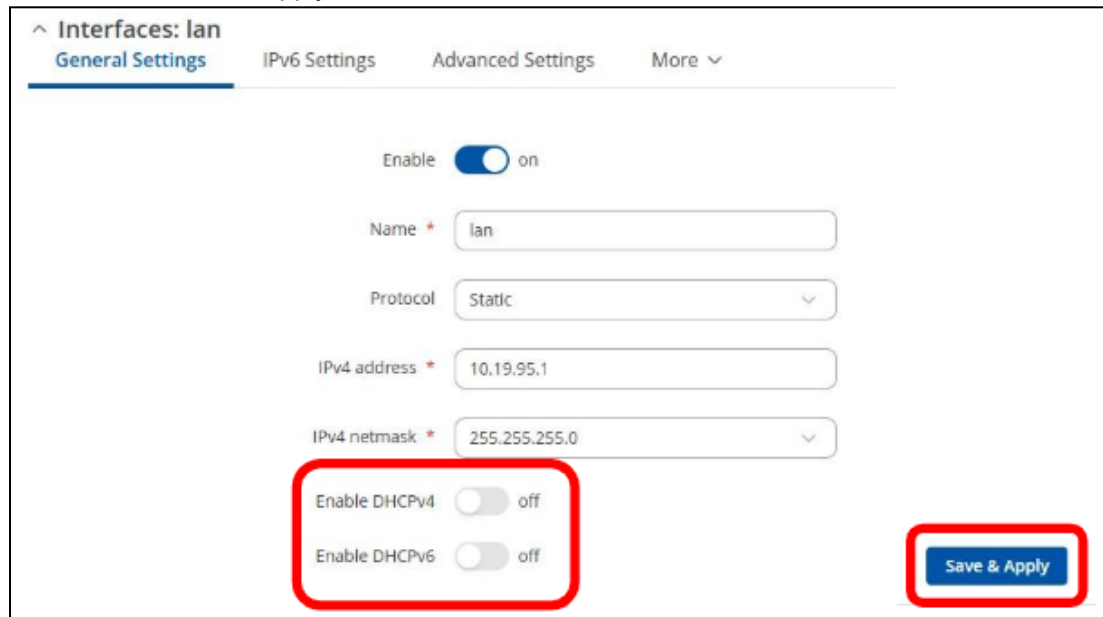 Interfaces: lan
General Settings IPv6 Settings Advanced Settings More
Enable on
Name * lan
Protocol Static
IPv4 address * 10.19.95.1
IPv4 netmask * 255.255.255.0
Enable DHCPv4 off
Enable DHCPv6 off
Save & Apply